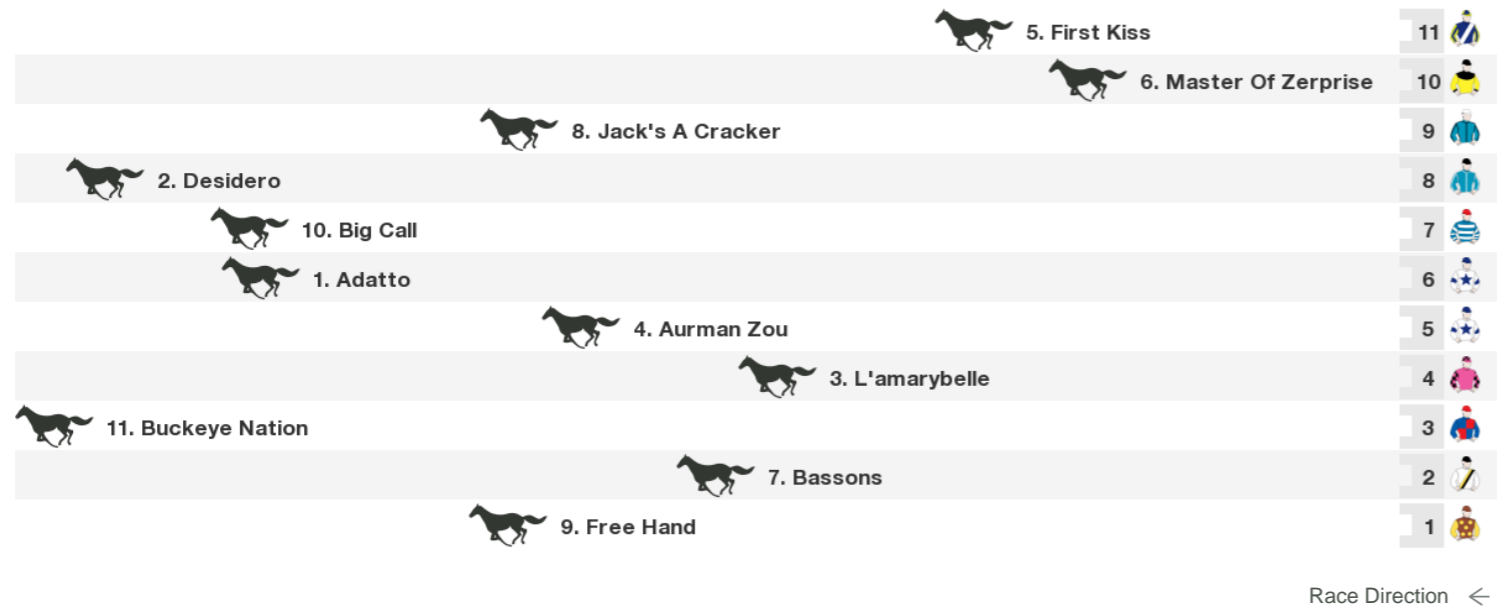 5. First Kiss 11
6. Master Of Zerprise 10
8. Jack's A Cracker 9
2. Desidero 8
10. Big Call 7
1. Adatto 6
4. Aurman Zou 5
3. L'amarybelle 4
11. Buckeye Nation 3
7. Bassons 2
9. Free Hand 1
Race Direction